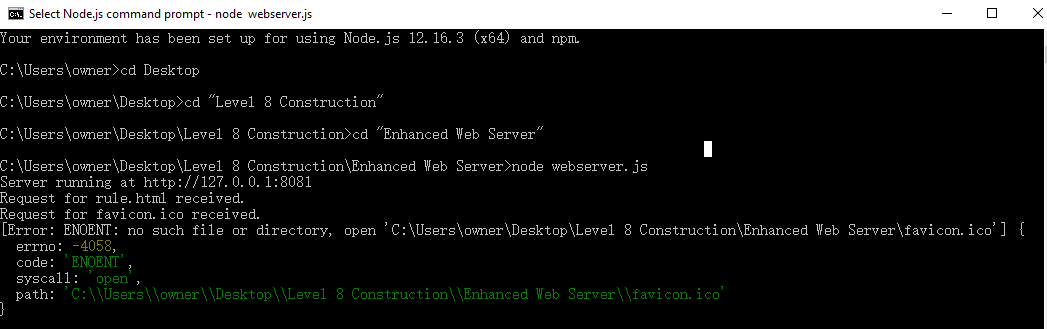 Select Node.js command prompt - node  webserver.js
Your environment has been set up for using Node.js 12.16.3 (x64) and npm.
C:\Users\owner>cd Desktop
C:\Users\owner\Desktop>cd "Level 8 Construction"
C:\Users\owner\Desktop\Level 8 Construction>cd "Enhanced Web Server"
C:\Users\owner\Desktop\Level 8 Construction\Enhanced Web Server>node webserver.js
Server running at http://127.0.0.1:8081
Request for rule.html received.
Request for favicon.ico received.
[Error: ENOENT: no such file or directory, open 'C:\Users\owner\Desktop\Level 8 Construction\Enhanced Web Server\favicon.ico'] {
  errno: -4058,
  code: 'ENOENT',
  syscall: 'open',
  path: 'C:\\Users\\owner\\Desktop\\Level 8 Construction\\Enhanced Web Server\\favicon.ico'
}